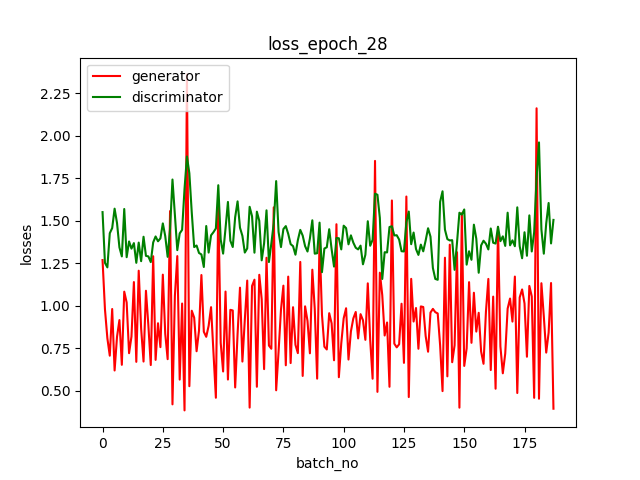 loss_epoch_28
generator
discriminator
losses
2.25
2.00
1.75
1.50
1.25
1.00
0.75
0.50
0 25 50 75 100 125 150 175
batch_no